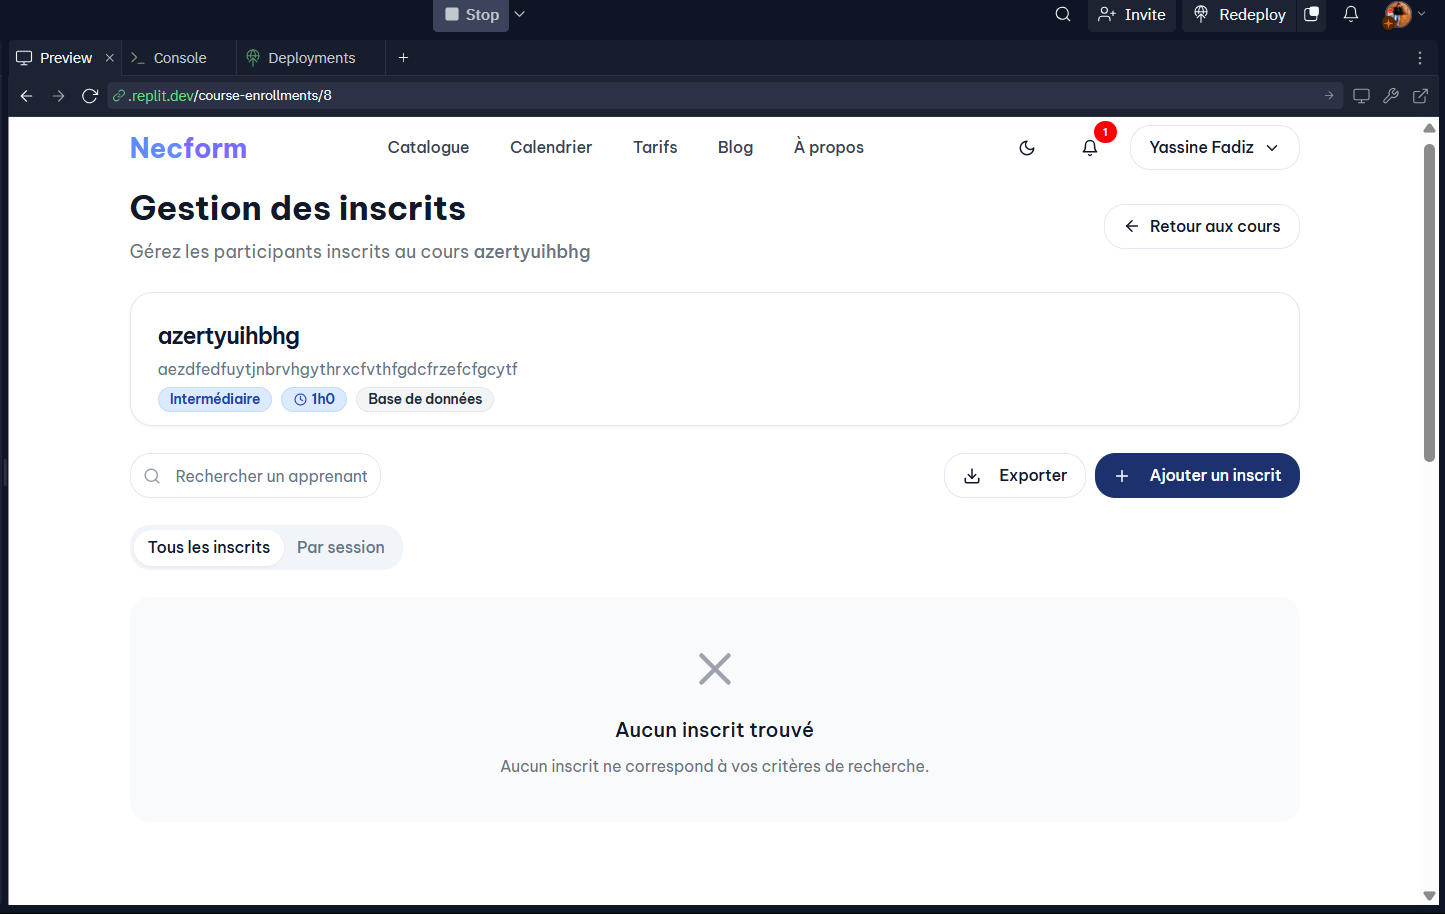 Stop
Invite
Redeploy
Preview
Console
Deployments
.replit.dev/course-enrollments/8
Necform
Catalogue
Calendrier
Tarifs
Blog
À propos
1
Yassine Fadiz
Gestion des inscrits
Gérez les participants inscrits au cours azertyuihbhg
Retour aux cours
azertyuihbhg
aezdfedfuytjnbrvhgythrxcfvthfgdcfrzefcfgcytf
Intermédiaire
1h0
Base de données
Rechercher un apprenant
Exporter
Ajouter un inscrit
Tous les inscrits
Par session
Aucun inscrit trouvé
Aucun inscrit ne correspond à vos critères de recherche.